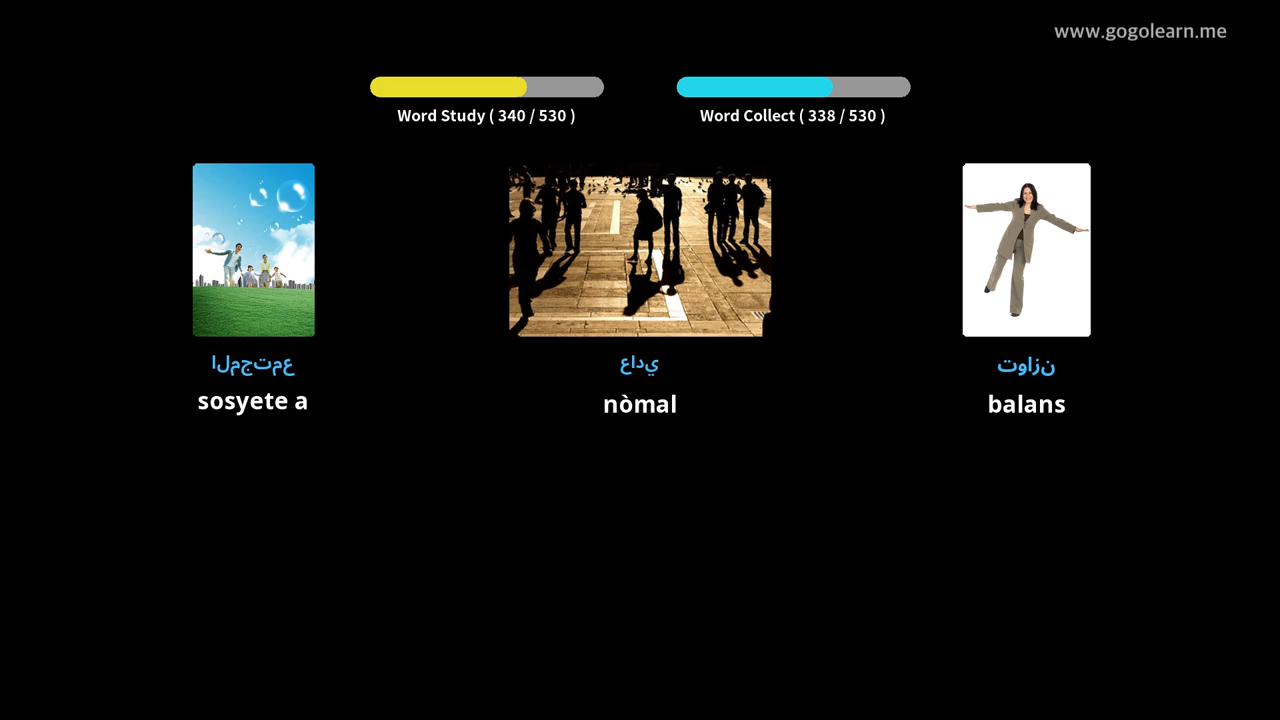 www.gogolearn.me
Word Study ( 340 / 530 )
Word Collect ( 338 / 530 )
المجتمع
sosyete a
عادي
nòmal
توازن
balans